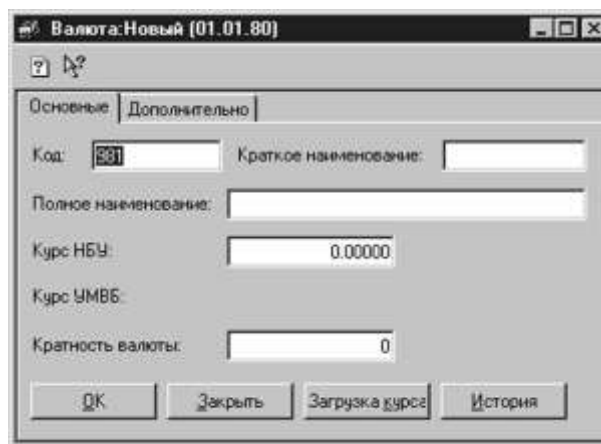 Валюта:Новый (01.01.80)
Основные Дополнительно
Код: 981 Краткое наименование:
Полное наименование:
Курс НБУ: 0.00000
Курс УМВБ:
Кратность валюты: 0
OK Закрыть Загрузка курса История